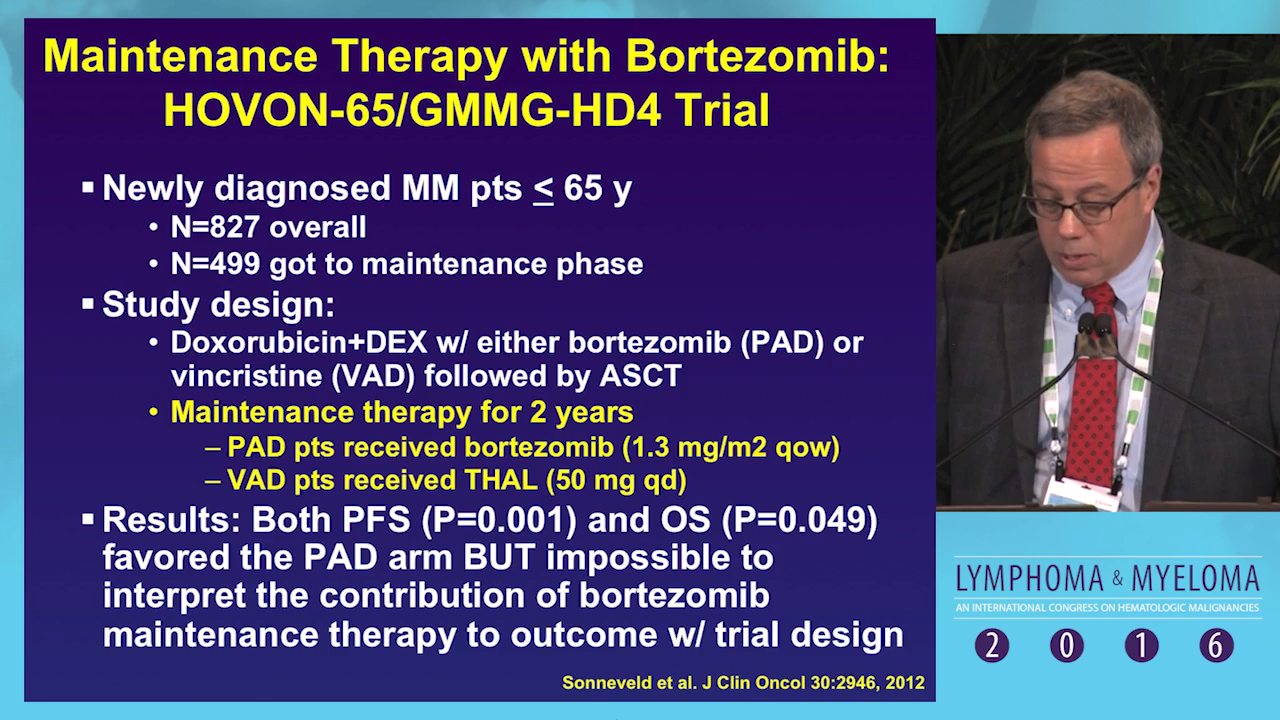 Maintenance Therapy with Bortezomib:
HOVON-65/GMMG-HD4 Trial
▪ Newly diagnosed MM pts ≤ 65 y
• N=827 overall
• N=499 got to maintenance phase
▪ Study design:
• Doxorubicin+DEX w/ either bortezomib (PAD) or
vincristine (VAD) followed by ASCT
• Maintenance therapy for 2 years
– PAD pts received bortezomib (1.3 mg/m2 qow)
– VAD pts received THAL (50 mg qd)
▪ Results: Both PFS (P=0.001) and OS (P=0.049)
favored the PAD arm BUT impossible to
interpret the contribution of bortezomib
maintenance therapy to outcome w/ trial design
Sonneveld et al. J Clin Oncol 30:2946, 2012
LYMPHOMA & MYELOMA
AN INTERNATIONAL CONGRESS ON HEMATOLOGIC MALIGNANCIES
2 0 1 6